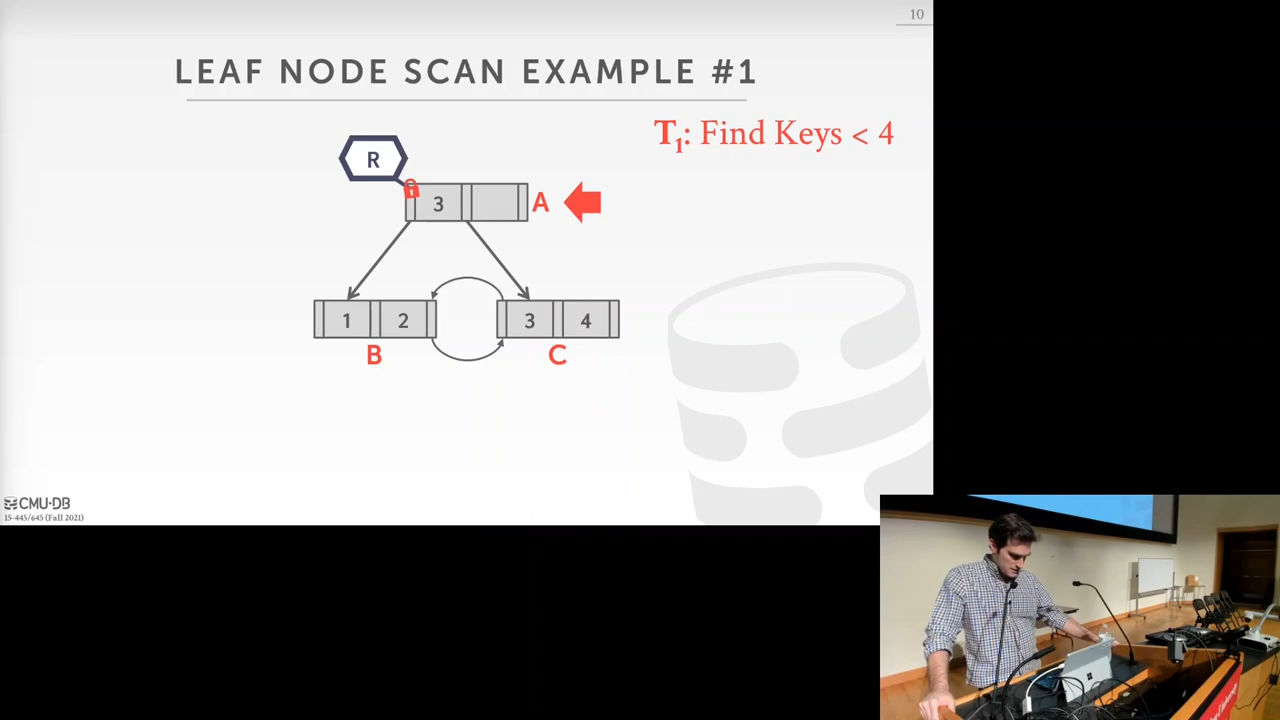 10
LEAF NODE SCAN EXAMPLE #1
T1: Find Keys < 4
R
3
A
1 2
3 4
B
C
CMU·DB
15-445/645 (Fall 2021)